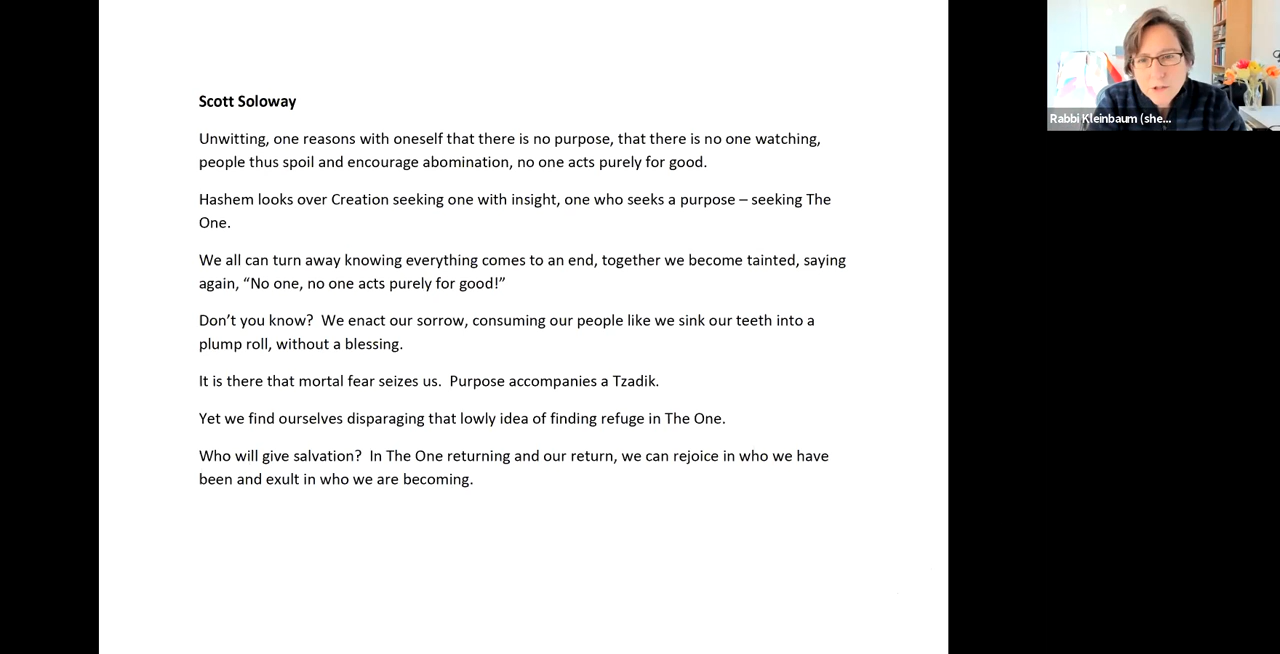 Scott Soloway
Unwitting, one reasons with oneself that there is no purpose, that there is no one watching,
people thus spoil and encourage abomination, no one acts purely for good.
Hashem looks over Creation seeking one with insight, one who seeks a purpose – seeking The
One.
We all can turn away knowing everything comes to an end, together we become tainted, saying
again, “No one, no one acts purely for good!”
Don’t you know?  We enact our sorrow, consuming our people like we sink our teeth into a
plump roll, without a blessing.
It is there that mortal fear seizes us.  Purpose accompanies a Tzadik.
Yet we find ourselves disparaging that lowly idea of finding refuge in The One.
Who will give salvation?  In The One returning and our return, we can rejoice in who we have
been and exult in who we are becoming.
Rabbi Kleinbaum (she...